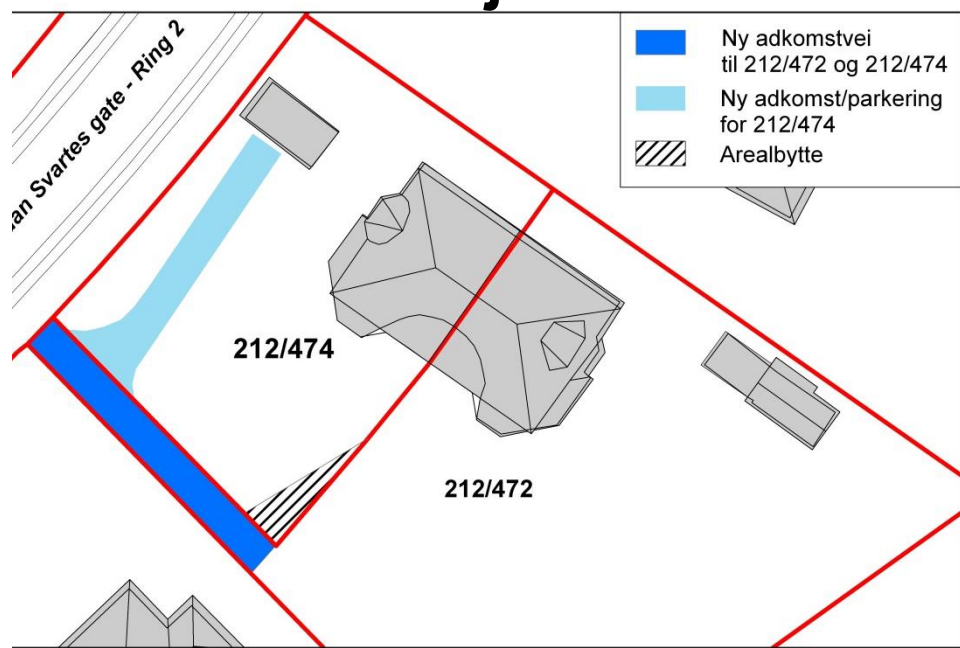 an Svartes gate - Ring 2
Ny adkomstvei
til 212/472 og 212/474
Ny adkomst/parkering
for 212/474
Arealbytte
212/474
212/472